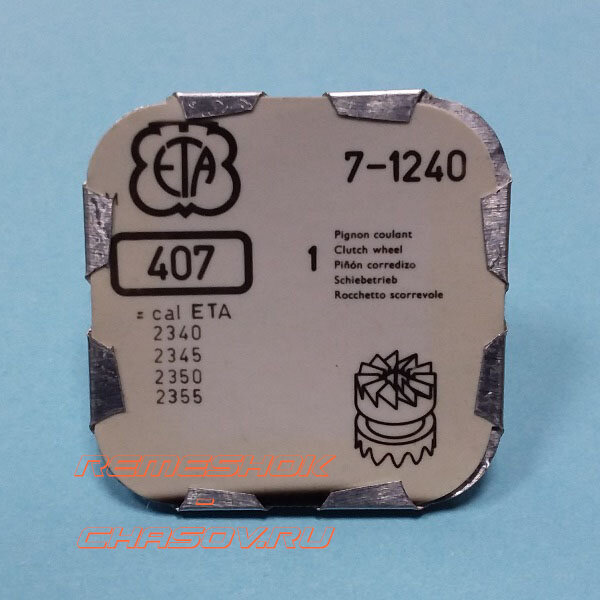 ETA
7-1240
407
1
Pignon coulant
Clutch wheel
Piñón corredizo
Schiebetrieb
Rocchetto scorrevole
= cal ETA
2340
2345
2350
2355
REMESHOK
-
CHASOV.RU